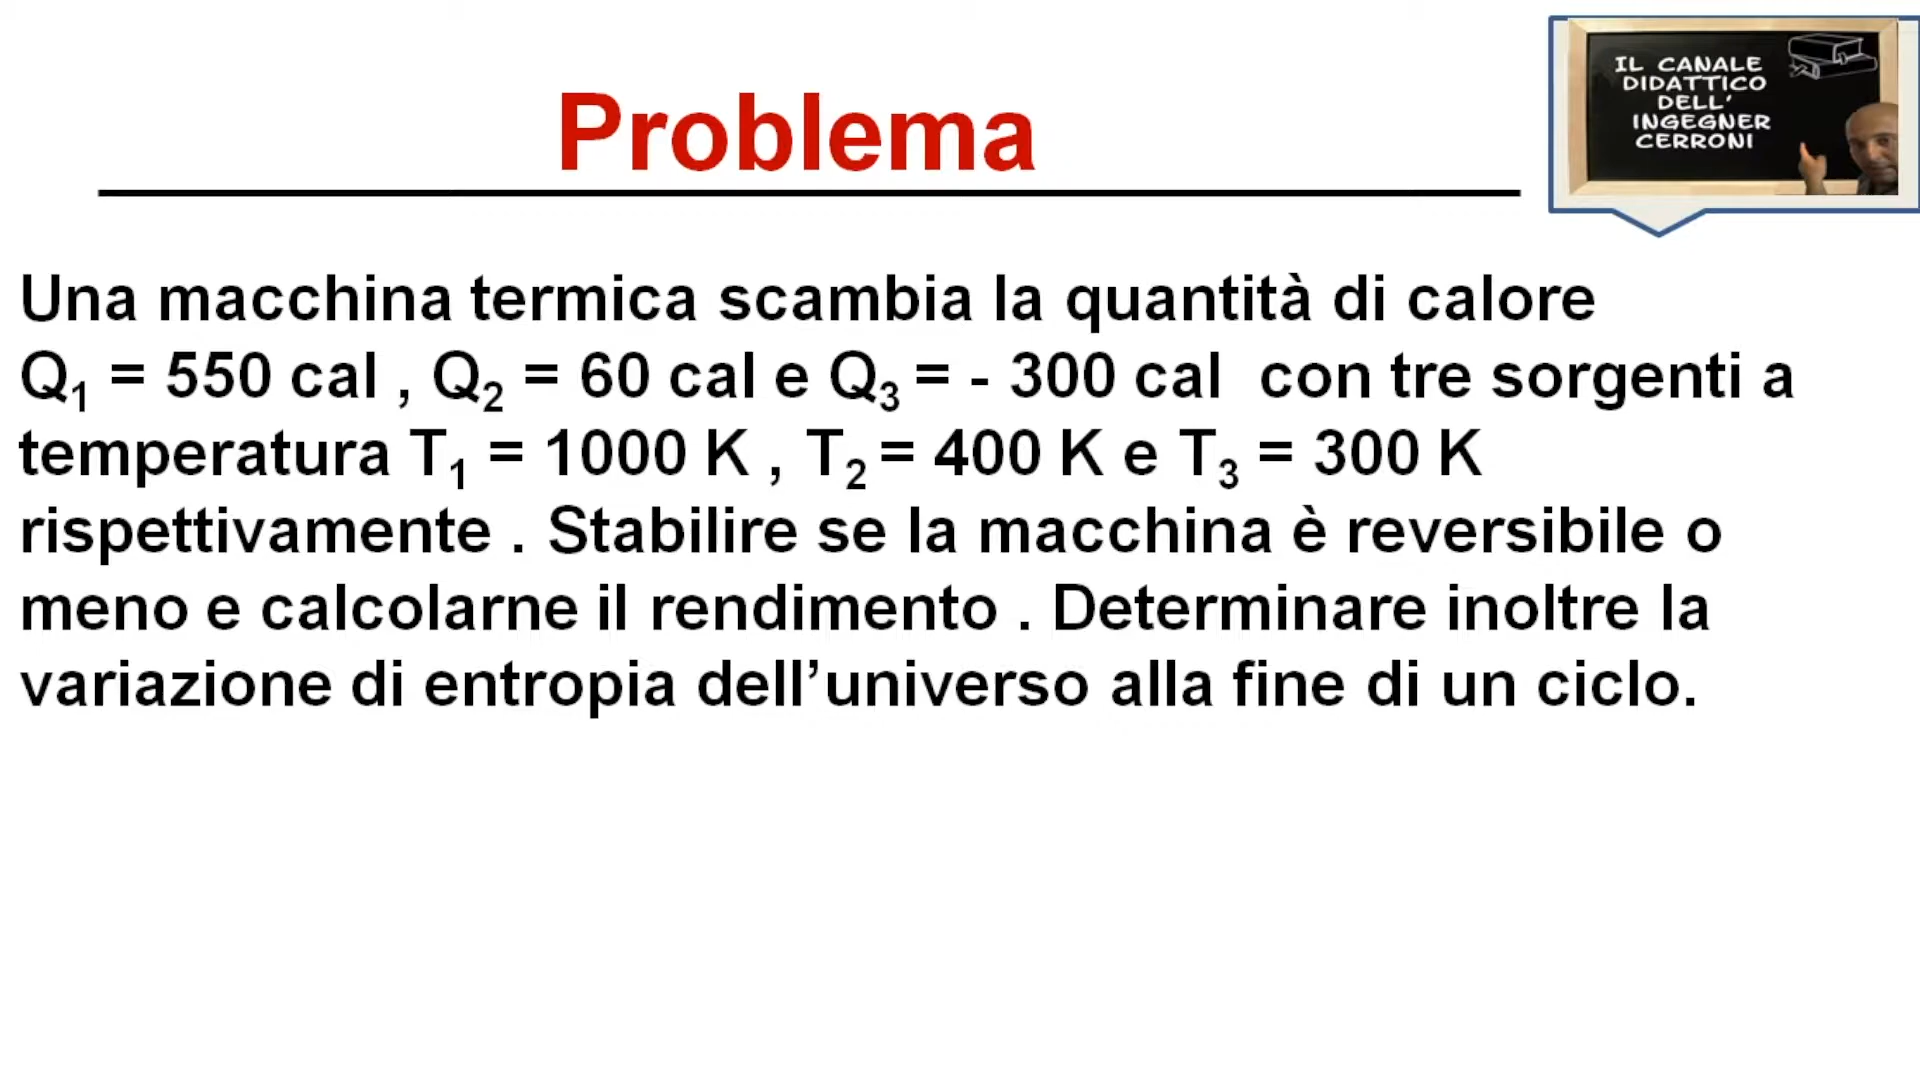 Problema
IL CANALE
DIDATTICO
DELL'
INGEGNER
CERRONI
Una macchina termica scambia la quantità di calore
Q₁ = 550 cal , Q₂ = 60 cal e Q₃ = - 300 cal con tre sorgenti a
temperatura T₁ = 1000 K , T₂ = 400 K e T₃ = 300 K
rispettivamente . Stabilire se la macchina è reversibile o
meno e calcolarne il rendimento . Determinare inoltre la
variazione di entropia dell’universo alla fine di un ciclo.